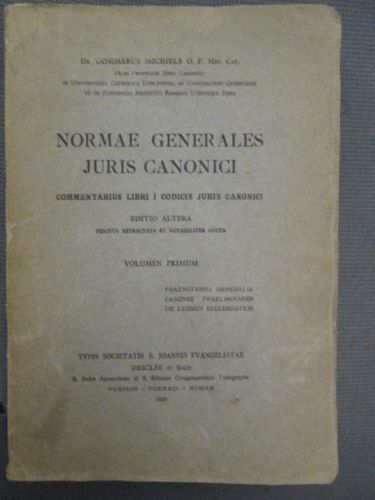 Dr. GOMMARUS MICHIELS O. F. Min. Cap.
Olim Professor Juris Canonici
in Universitate Catholica Lublinensi, in Universitate Quebecensi
et in Pontificio Instituto Romano Utriusque Juris
NORMAE GENERALES
JURIS CANONICI
COMMENTARIUS LIBRI I CODICIS JURIS CANONICI
EDITIO ALTERA
PENITUS RETRACTATA ET NOTABILITER AUCTA
VOLUMEN PRIMUM
PRAENOTANDA GENERALIA
CANONES PRAELIMINARES
DE LEGIBUS ECCLESIASTICIS
TYPIS SOCIETATIS S. JOANNIS EVANGELISTAE
DESCLÉE et Socii
S. Sedis Apostolicae et S. Rituum Congregationis Typographi
PARISIIS – TORNACI – ROMAE